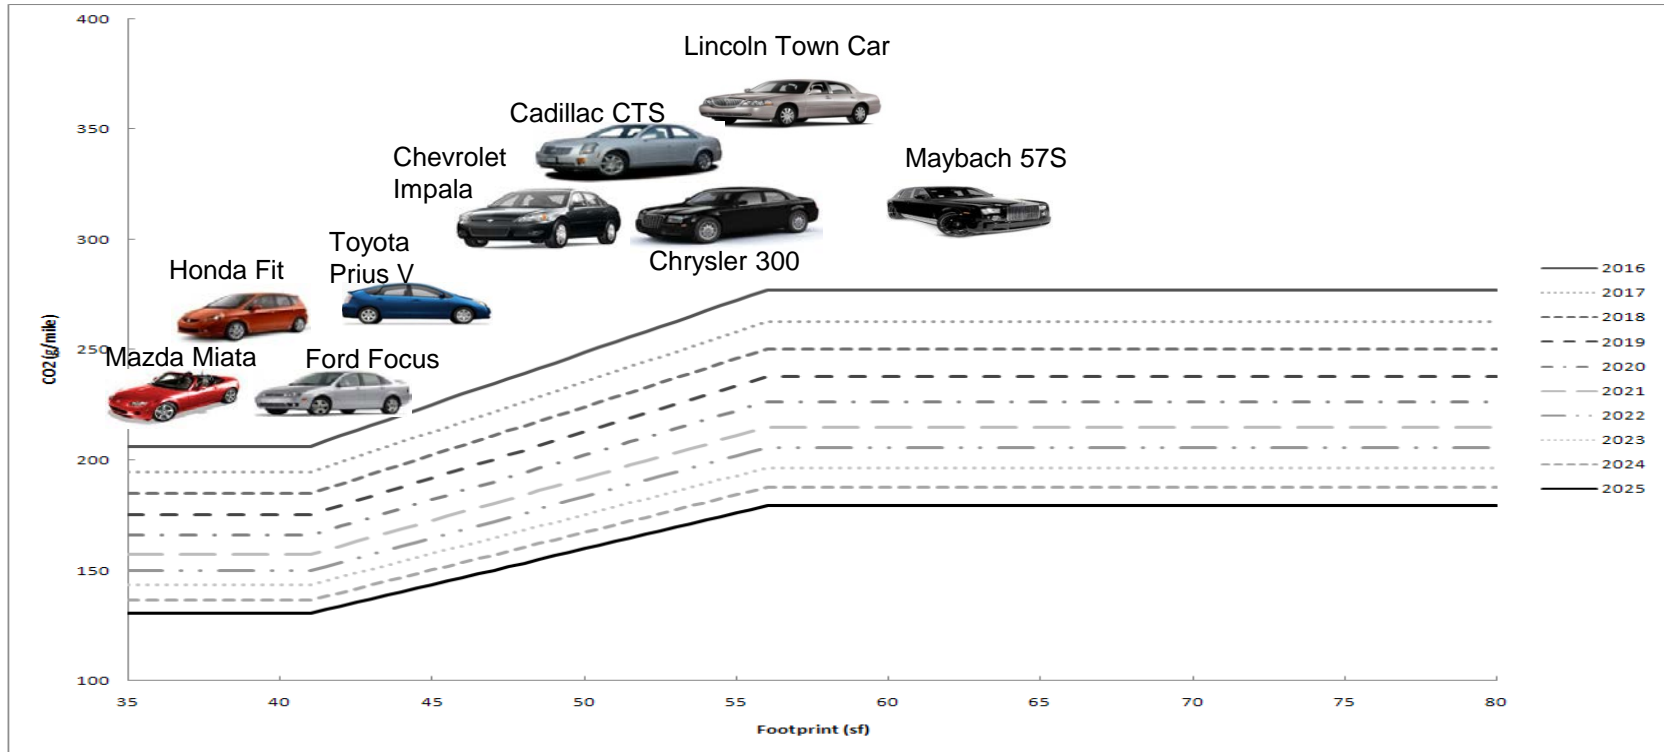 400
Lincoln Town Car
Cadillac CTS
350
Chevrolet
Impala
Maybach 57S
300
Toyota
Prius V
Honda Fit
Chrysler 300
CO2 (g/mile)
250
Mazda Miata
Ford Focus
200
150
100
35 40 45 50 55 60 65 70 75 80
Footprint (sf)
2016
2017
2018
2019
2020
2021
2022
2023
2024
2025